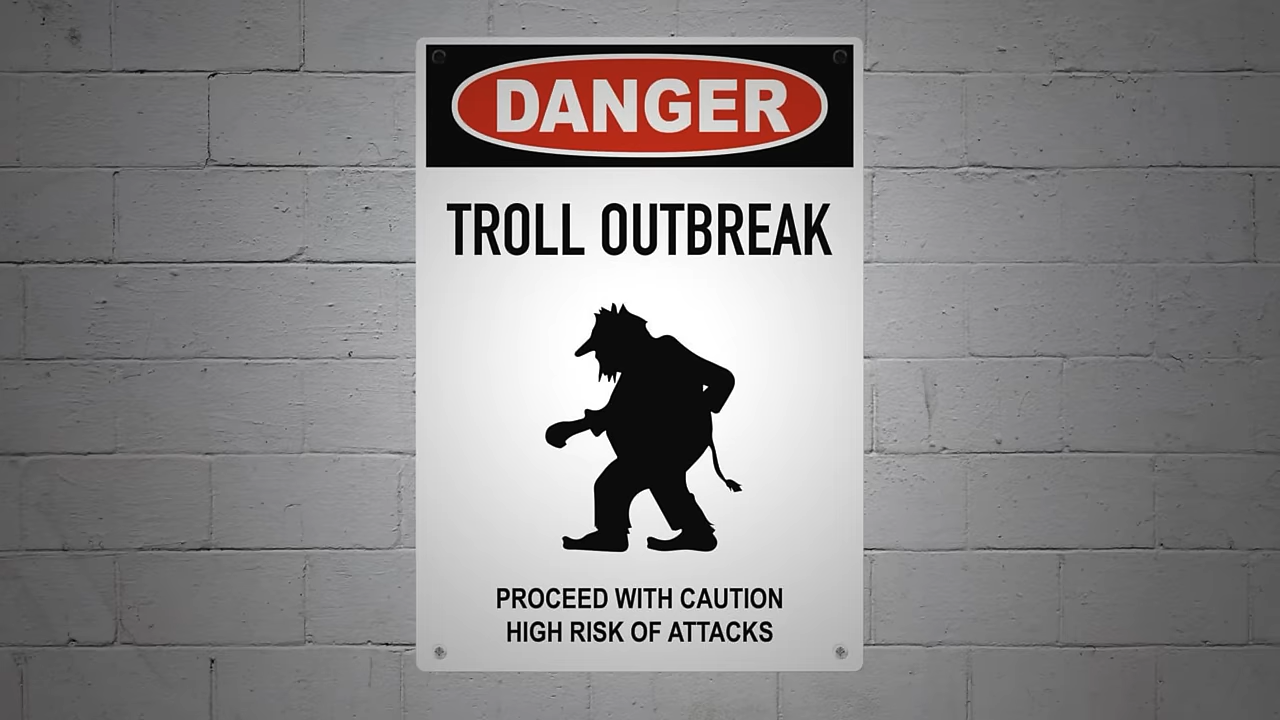 DANGER
TROLL OUTBREAK
PROCEED WITH CAUTION
HIGH RISK OF ATTACKS